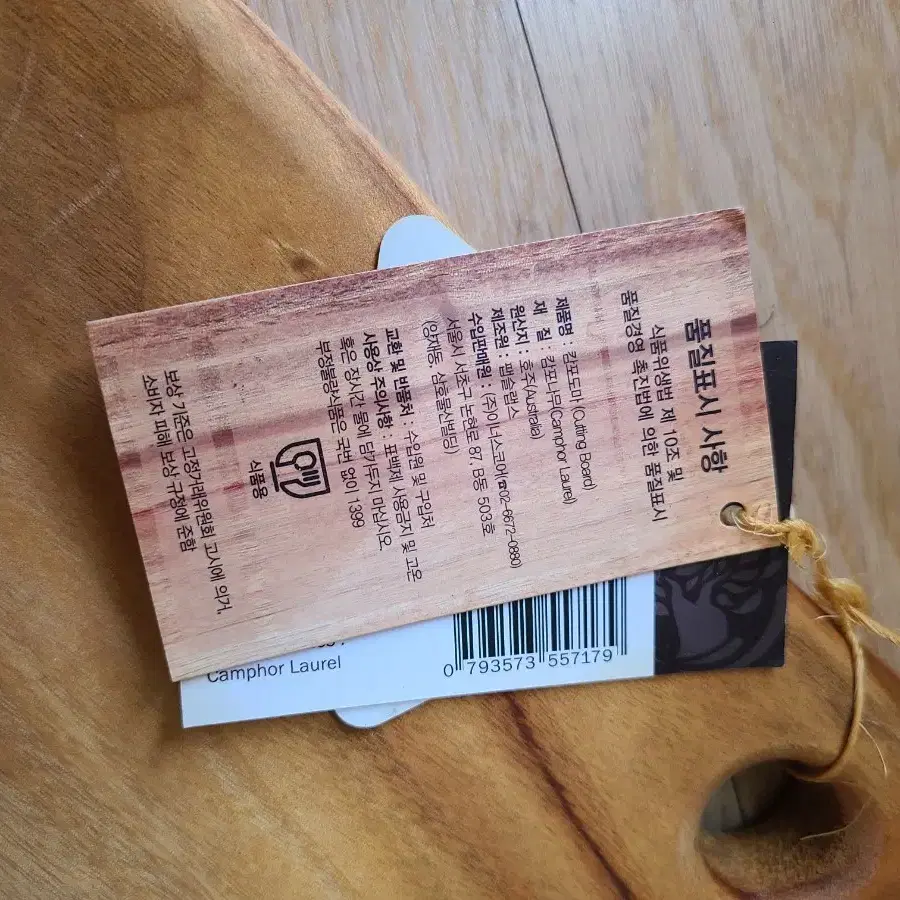 품질표시 사항
식품위생법 제 10조 및
품질경영 촉진법에 의한 품질표시
제품명 : 캄포도마 (Cutting Board)
재 질 : 캄포나무(Camphor Laurel)
원산지 : 호주(Australia)
제조원 : 랩슬립스
수입판매원 : (주)이너스코어☎02-6672-0880)
서울시 서초구 논현로 87, B동 503호
(양재동, 삼호물산빌딩)
교환 및 반품처 : 수입원 및 구입처
사용상 주의사항 : 표백제 사용금지 및 고온
혹은 장시간 물에 담가두지 마십시오.
부정불량식품은 국번 없이 1399
식품용
보상 기준은 고정거래위원회 고시에 의거,
소비자 피해 보상 규정에 준함
Camphor Laurel
0 793573 557179